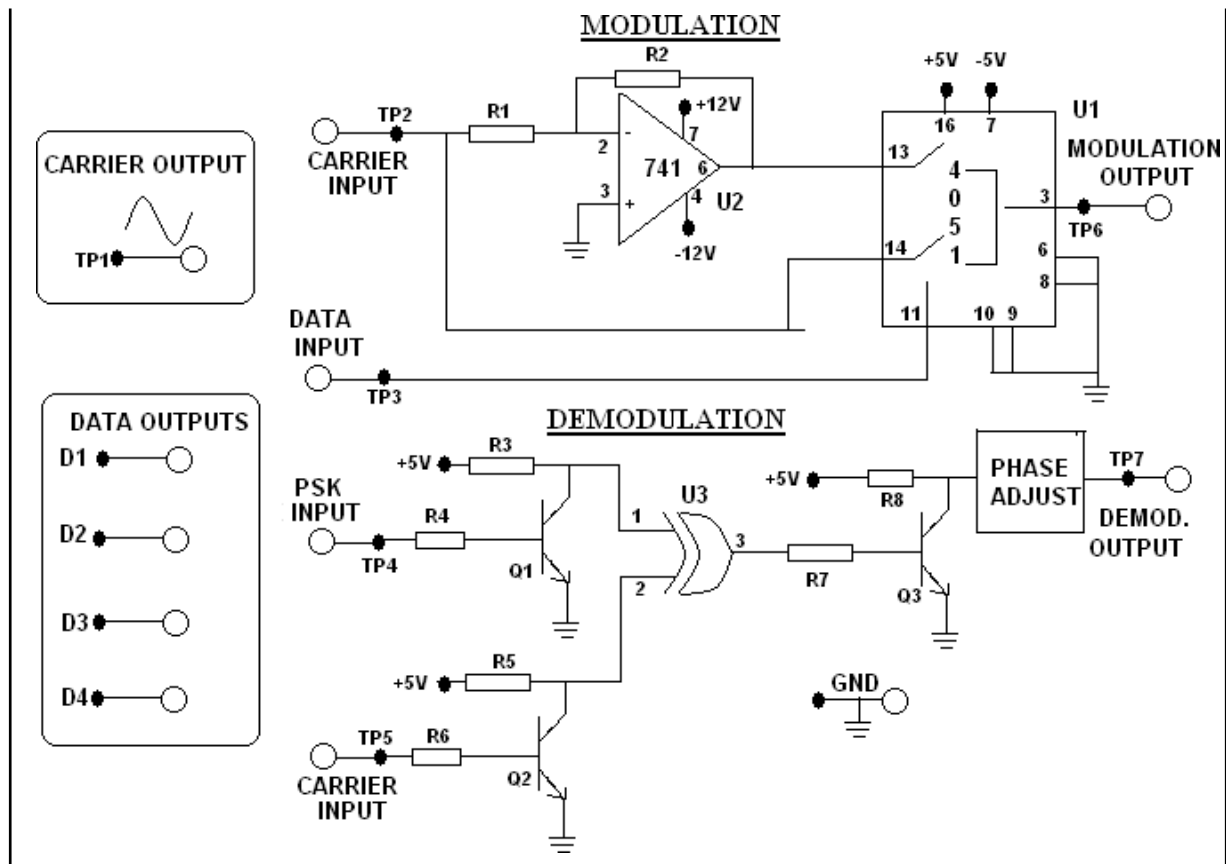 MODULATION
CARRIER OUTPUT
TP1
DATA OUTPUTS
D1
D2
D3
D4
TP2
CARRIER
INPUT
R1
R2
2
-
3
+
741
+12V
7
6
4
U2
-12V
+5V
-5V
16
7
U1
13
14
4
0
5
1
3
6
8
11
10
9
MODULATION
OUTPUT
TP6
DATA
INPUT
TP3
DEMODULATION
+5V
R3
PSK
INPUT
TP4
R4
Q1
1
2
U3
3
R7
+5V
R8
Q3
PHASE
ADJUST
TP7
DEMOD.
OUTPUT
+5V
R5
TP5
R6
Q2
CARRIER
INPUT
GND